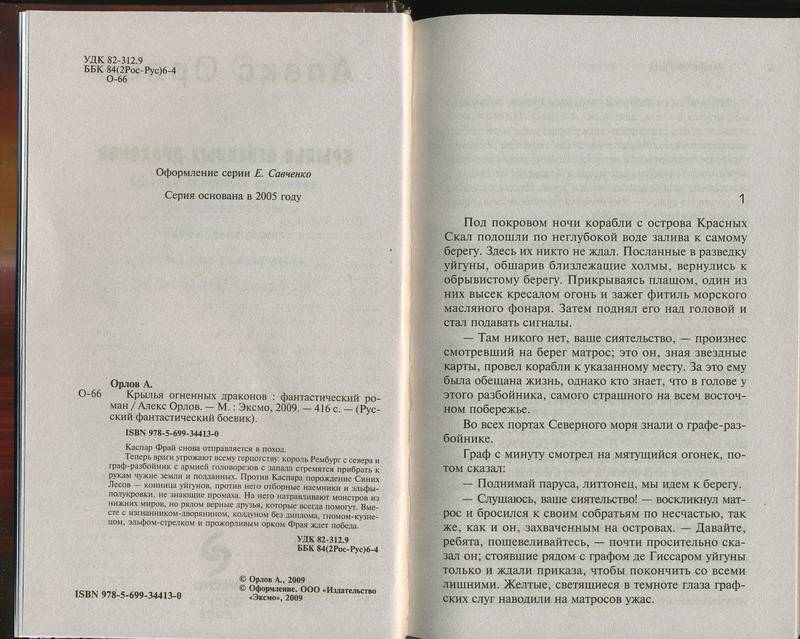 УДК 82-312.9
ББК 84(2Рос-Рус)6-4
О-66
Оформление серии Е. Савченко
Серия основана в 2005 году
Орлов А.
О-66 Крылья огненных драконов : фантастический ро-
ман / Алекс Орлов. — М. : Эксмо, 2009. — 416 с. — (Рус-
ский фантастический боевик).
ISBN 978-5-699-34413-0
Каспар Фрай снова отправляется в поход.
Теперь враги угрожают всему герцогству: король Рембург с севера и
граф-разбойник с армией головорезов с запада стремятся прибрать к
рукам чужие земли и подданных. Против Каспара порождение Синих
Лесов — конница уйгунов, против него отборные наемники и эльфы-
полукровки, не знающие промаха. На него натравливают монстров из
нижних миров, но рядом верные друзья, которые всегда помогут. Вме-
сте с изгнанником-дворянином, колдуном без диплома, гномом-кузне-
цом, эльфом-стрелком и прожорливым орком Фрая ждет победа.
УДК 82-312.9
ББК 84(2Рос-Рус)6-4
© Орлов А., 2009
© Оформление. ООО «Издательство
«Эксмо», 2009
ISBN 978-5-699-34413-0
1
Под покровом ночи корабли с острова Красных
Скал подошли по неглубокой воде залива к самому
берегу. Здесь их никто не ждал. Посланные в разведку
уйгуны, обшарив близлежащие холмы, вернулись к
обрывистому берегу. Прикрываясь плащом, один из
них высек кресалом огонь и зажег фитиль морского
масляного фонаря. Затем поднял его над головой и
стал подавать сигналы.
— Там никого нет, ваше сиятельство, — произнес
смотревший на берег матрос; это он, зная звездные
карты, провел корабли к указанному месту. За это ему
была обещана жизнь, однако кто знает, что в голове у
этого разбойника, самого страшного на всем восточ-
ном побережье.
Во всех портах Северного моря знали о графе-раз-
бойнике.
Граф с минуту смотрел на мятущийся огонек, по-
том сказал:
— Поднимай паруса, литтонец, мы идем к берегу.
— Слушаюсь, ваше сиятельство! — воскликнул мат-
рос и бросился к своим собратьям по несчастью, так
же, как и он, захваченным на островах. — Давайте,
ребята, пошевеливайтесь, — почти просительно ска-
зал он; стоявшие рядом с графом де Гиссаром уйгуны
только и ждали приказа, чтобы покончить со всеми
лишними. Желтые, светящиеся в темноте глаза граф-
ских слуг наводили на матросов ужас.